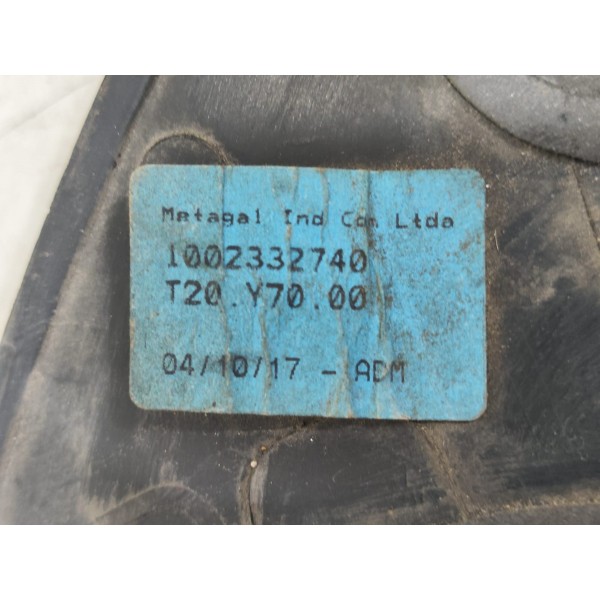 Metagal Ind Com Ltda
1002332740
T20.Y70.00
04/10/17 - ADM